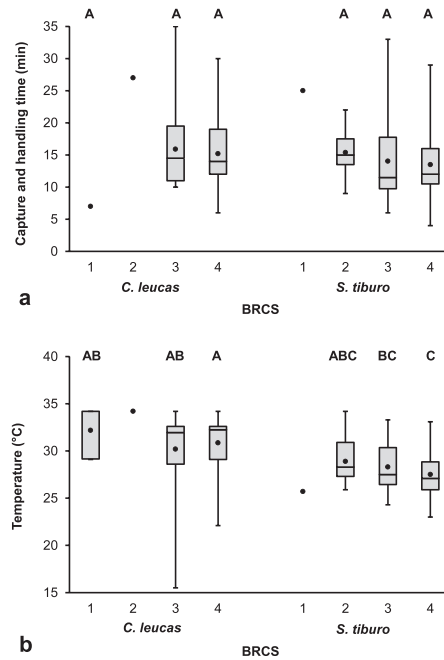 A A A A A A
35
30
25
20
15
10
5
0
Capture and handling time (min)
1 2 3 4 1 2 3 4
C. leucas S. tiburo
BRCS
a
AB AB A ABC BC C
40
35
30
25
20
15
Temperature (°C)
1 2 3 4 1 2 3 4
C. leucas S. tiburo
BRCS
b